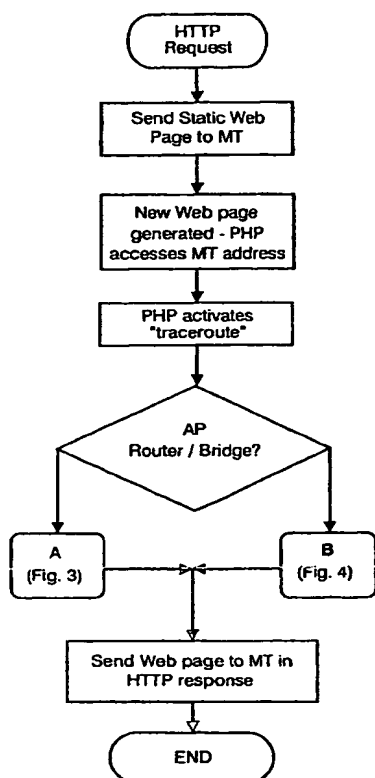 HTTP
Request
Send Static Web
Page to MT
New Web page
generated - PHP
accesses MT address
PHP activates
"traceroute"
AP
Router / Bridge?
A
(Fig. 3)
B
(Fig. 4)
Send Web page to MT in
HTTP response
END